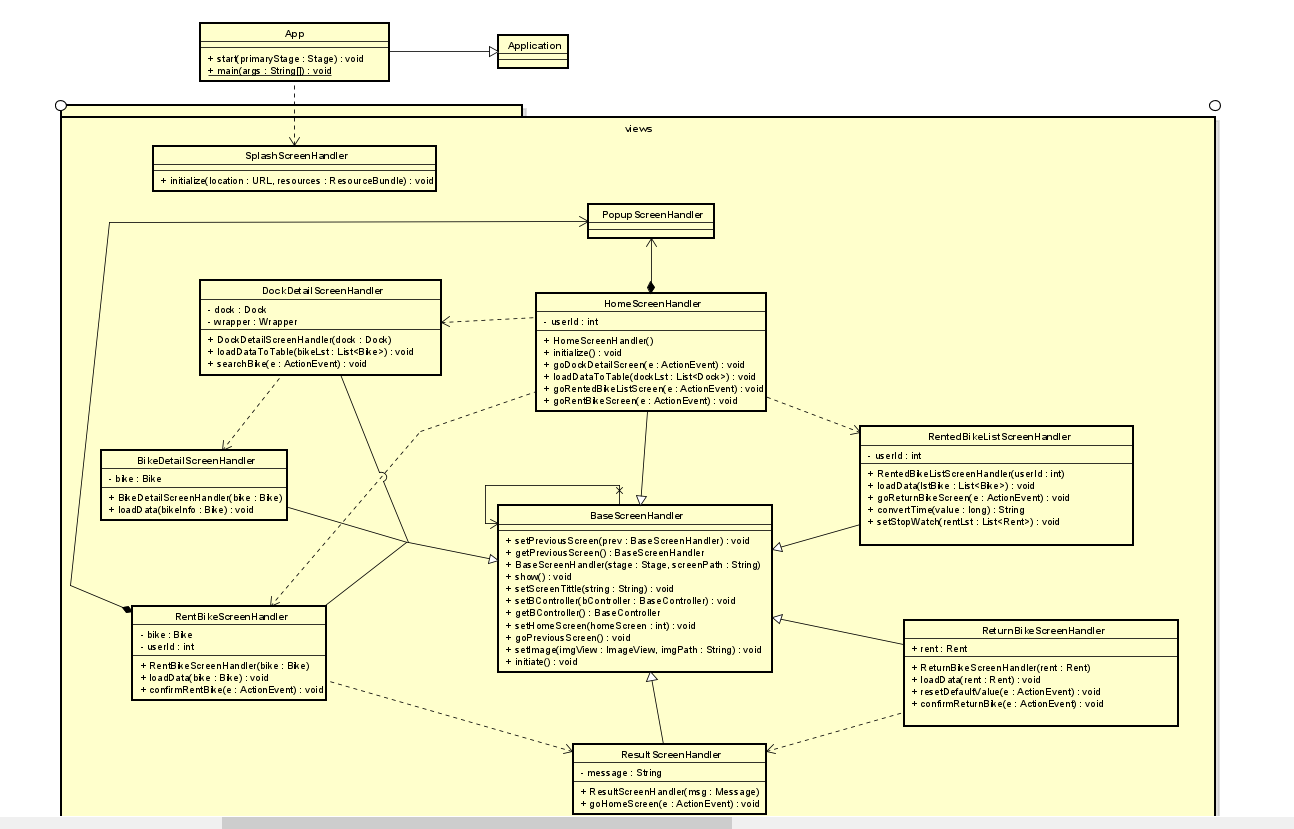 App
+ start(primaryStage : Stage) : void
+ main(args : String[]) : void
Application
views
SplashScreenHandler
+ initialize(location : URL, resources : ResourceBundle) : void
PopupScreenHandler
DockDetailScreenHandler
- dock : Dock
- wrapper : Wrapper
+ DockDetailScreenHandler(dock : Dock)
+ loadDataToTable(bikeLst : List<Bike>) : void
+ searchBike(e : ActionEvent) : void
HomeScreenHandler
- userId : int
+ HomeScreenHandler()
+ initialize() : void
+ goDockDetailScreen(e : ActionEvent) : void
+ loadDataToTable(dockLst : List<Dock>) : void
+ goRentedBikeListScreen(e : ActionEvent) : void
+ goRentBikeScreen(e : ActionEvent) : void
RentedBikeListScreenHandler
- userId : int
+ RentedBikeListScreenHandler(userId : int)
+ loadData(lstBike : List<Bike>) : void
+ goReturnBikeScreen(e : ActionEvent) : void
+ convertTime(value : long) : String
+ setStopWatch(rentLst : List<Rent>) : void
BikeDetailScreenHandler
- bike : Bike
+ BikeDetailScreenHandler(bike : Bike)
+ loadData(bikeInfo : Bike) : void
BaseScreenHandler
+ setPreviousScreen(prev : BaseScreenHandler) : void
+ getPreviousScreen() : BaseScreenHandler
+ BaseScreenHandler(stage : Stage, screenPath : String)
+ show() : void
+ setScreenTittle(string : String) : void
+ setBController(bController : BaseController) : void
+ getBController() : BaseController
+ setHomeScreen(homeScreen : int) : void
+ goPreviousScreen() : void
+ setImage(imgView : ImageView, imgPath : String) : void
+ initiate() : void
RentBikeScreenHandler
- bike : Bike
- userId : int
+ RentBikeScreenHandler(bike : Bike)
+ loadData(bike : Bike) : void
+ confirmRentBike(e : ActionEvent) : void
ReturnBikeScreenHandler
+ rent : Rent
+ ReturnBikeScreenHandler(rent : Rent)
+ loadData(rent : Rent) : void
+ resetDefaultValue(e : ActionEvent) : void
+ confirmReturnBike(e : ActionEvent) : void
ResultScreenHandler
- message : String
+ ResultScreenHandler(msg : Message)
+ goHomeScreen(e : ActionEvent) : void